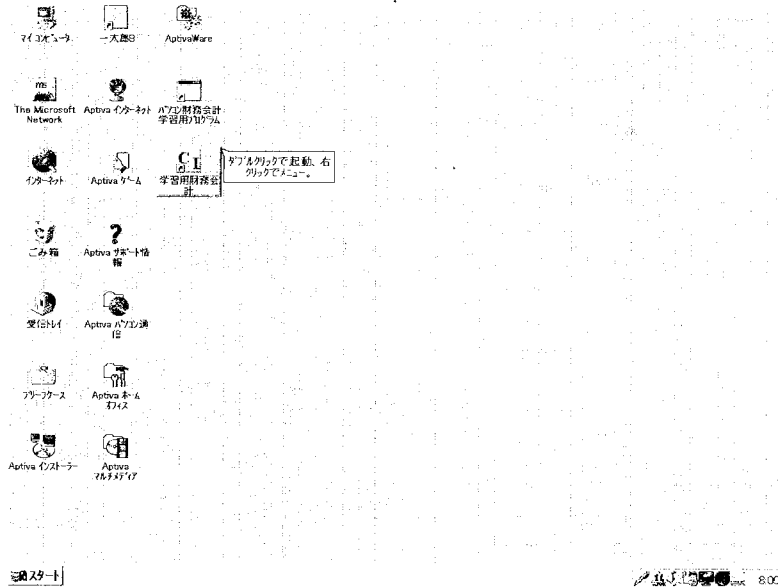 マイ コンピュータ
一太郎8
AptivaWare
The Microsoft
Network
Aptiva インターネット
パソコン財務会計
学習用プログラム
インターネット
Aptiva ゲーム
学習用財務会
計
ダブルクリックで起動、右
クリックでメニュー。
ごみ箱
Aptiva サポート情
報
受信トレイ
Aptiva パソコン通
信
ブリーフケース
Aptiva ホーム
オフィス
Aptiva インストーラー
Aptiva
マルチメディア
スタート